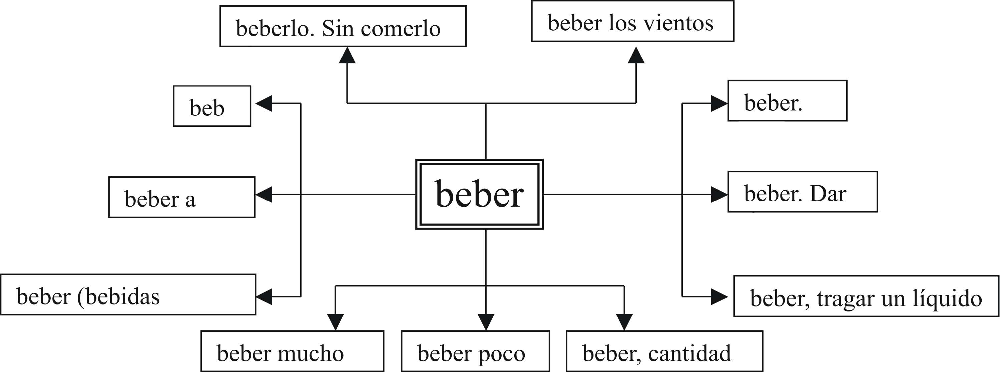 beberlo. Sin comerlo
beber los vientos
beb
beber.
beber a
beber
beber. Dar
beber (bebidas
beber, tragar un líquido
beber mucho
beber poco
beber, cantidad